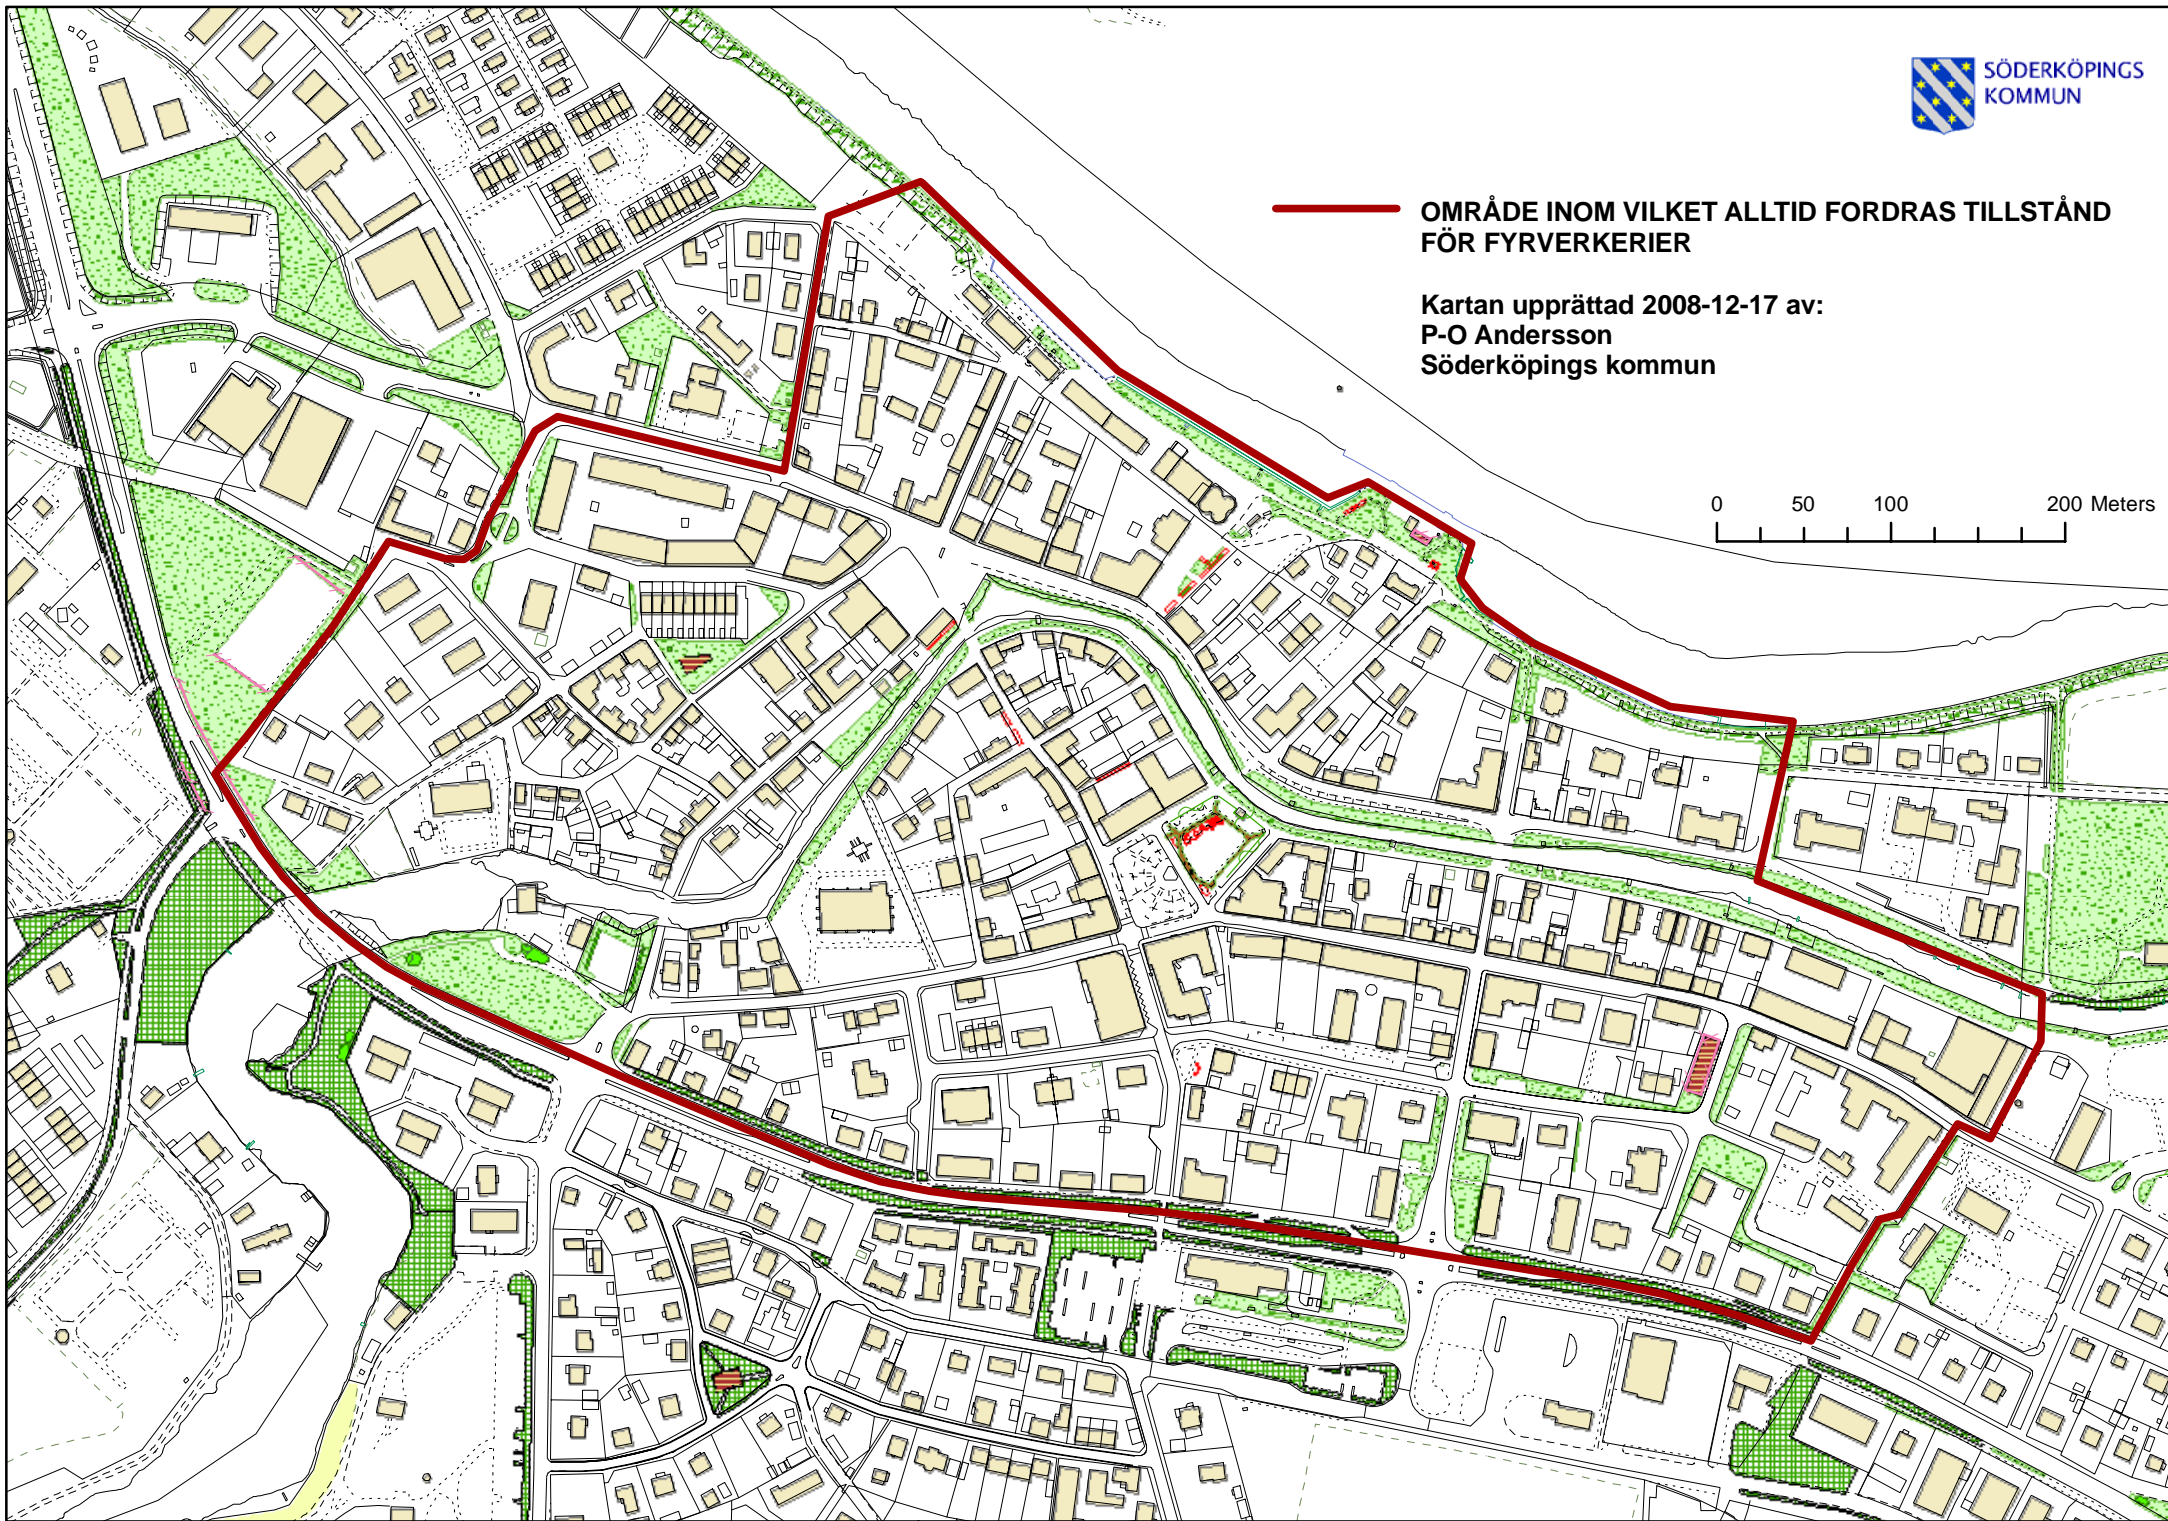 SÖDERKÖPINGS
KOMMUN
OMRÅDE INOM VILKET ALLTID FORDRAS TILLSTÅND
FÖR FYRVERKERIER
Kartan upprättad 2008-12-17 av:
P-O Andersson
Söderköpings kommun
0 50 100 200 Meters